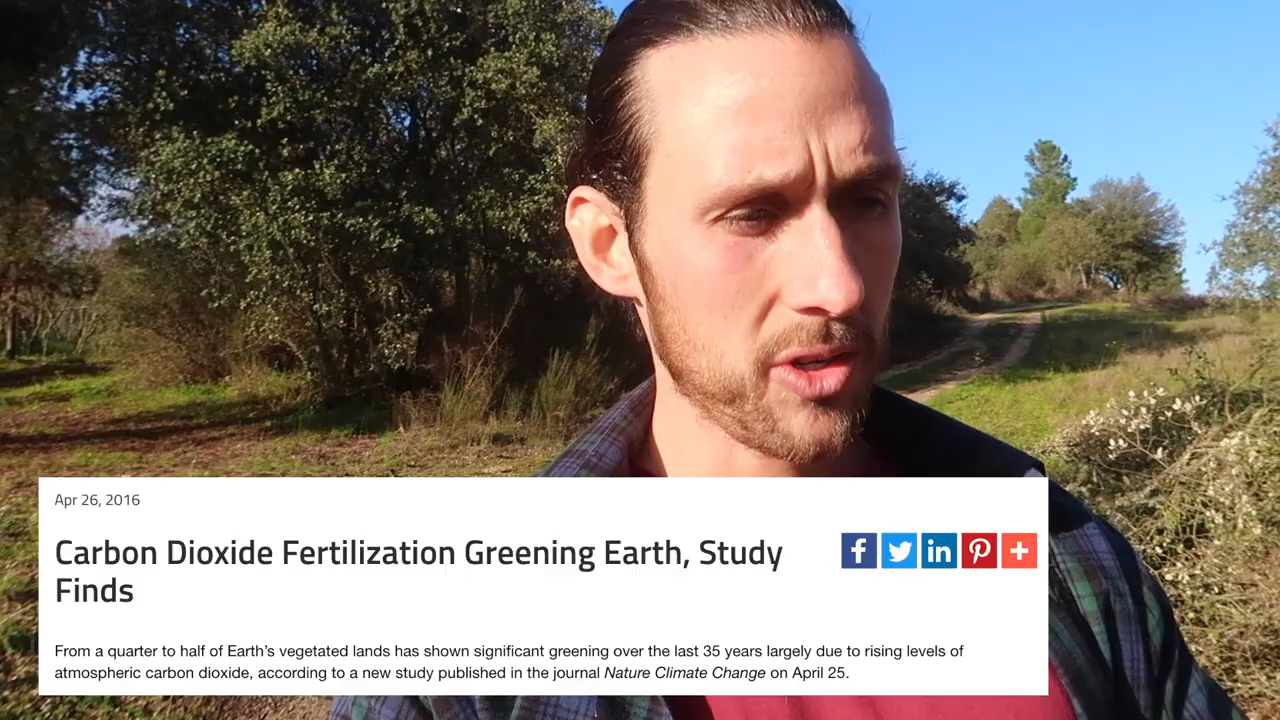 Apr 26, 2016
Carbon Dioxide Fertilization Greening Earth, Study
Finds
From a quarter to half of Earth’s vegetated lands has shown significant greening over the last 35 years largely due to rising levels of
atmospheric carbon dioxide, according to a new study published in the journal Nature Climate Change on April 25.